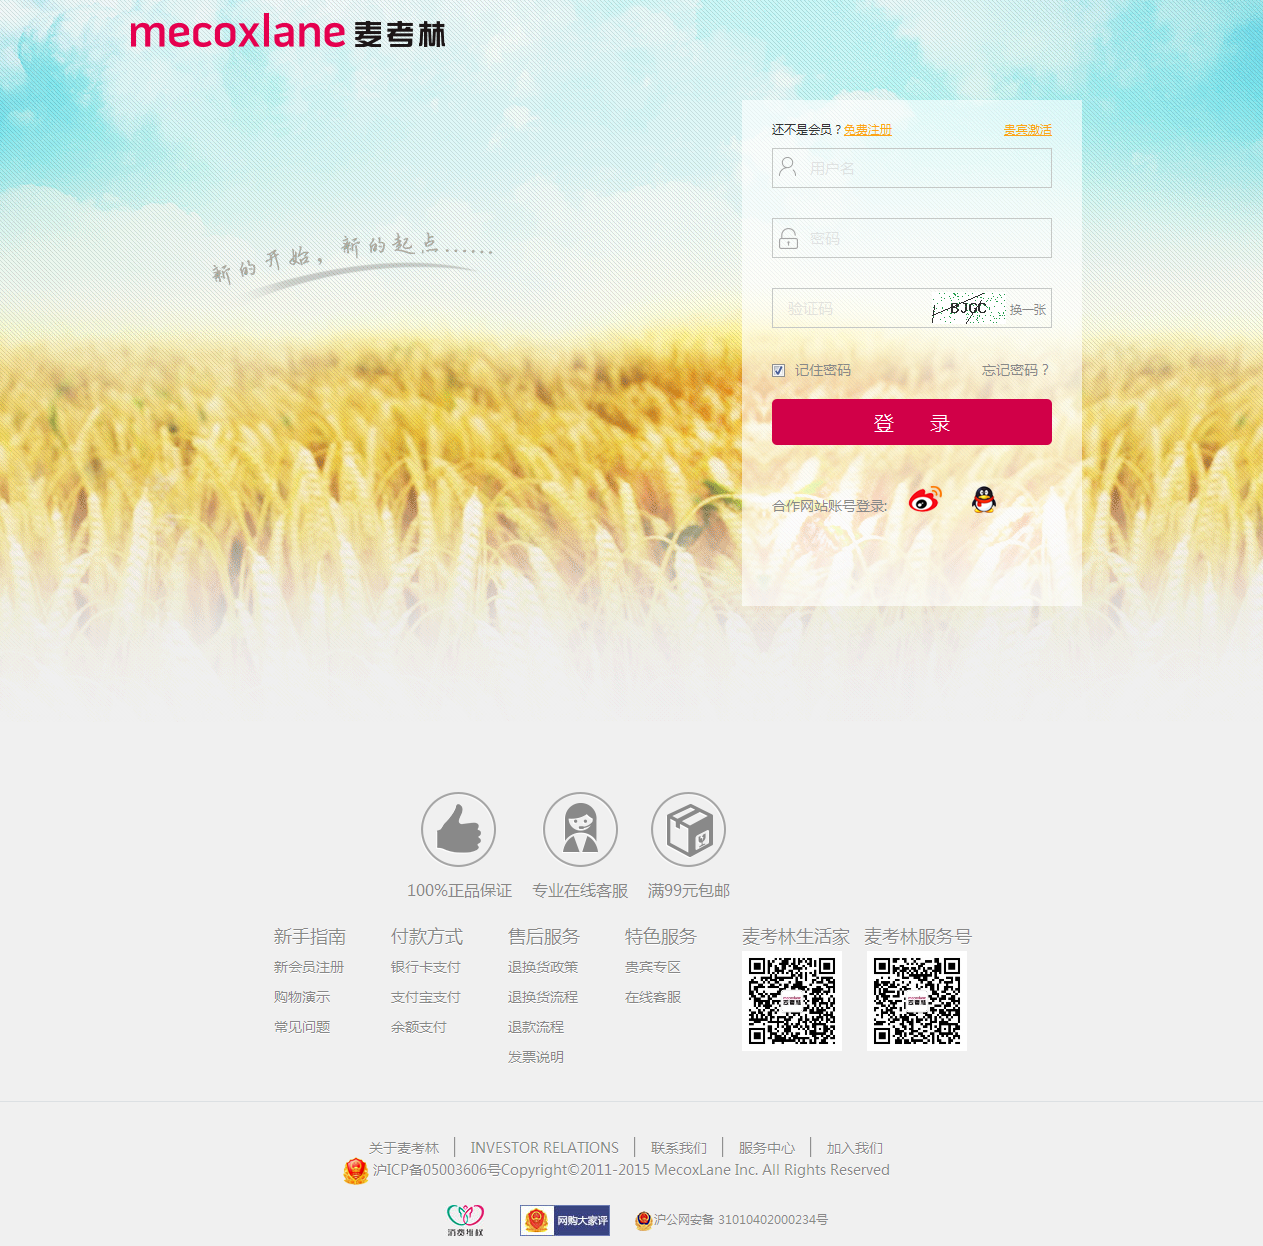 mecoxlane 麦考林
还不是会员？免费注册 贵宾激活
用户名
新的开始，新的起点......
密码
验证码 BJGC 换一张
记住密码 忘记密码？
登 录
合作网站账号登录:
100%正品保证 专业在线客服 满99元包邮
新手指南 付款方式 售后服务 特色服务 麦考林生活家 麦考林服务号
新会员注册 银行卡支付 退换货政策 贵宾专区
购物演示 支付宝支付 退换货流程 在线客服
常见问题 余额支付 退款流程
发票说明
关于麦考林 INVESTOR RELATIONS 联系我们 服务中心 加入我们
沪ICP备05003606号Copyright©2011-2015 MecoxLane Inc. All Rights Reserved
消费维权 网购大家评 沪公网安备 31010402000234号